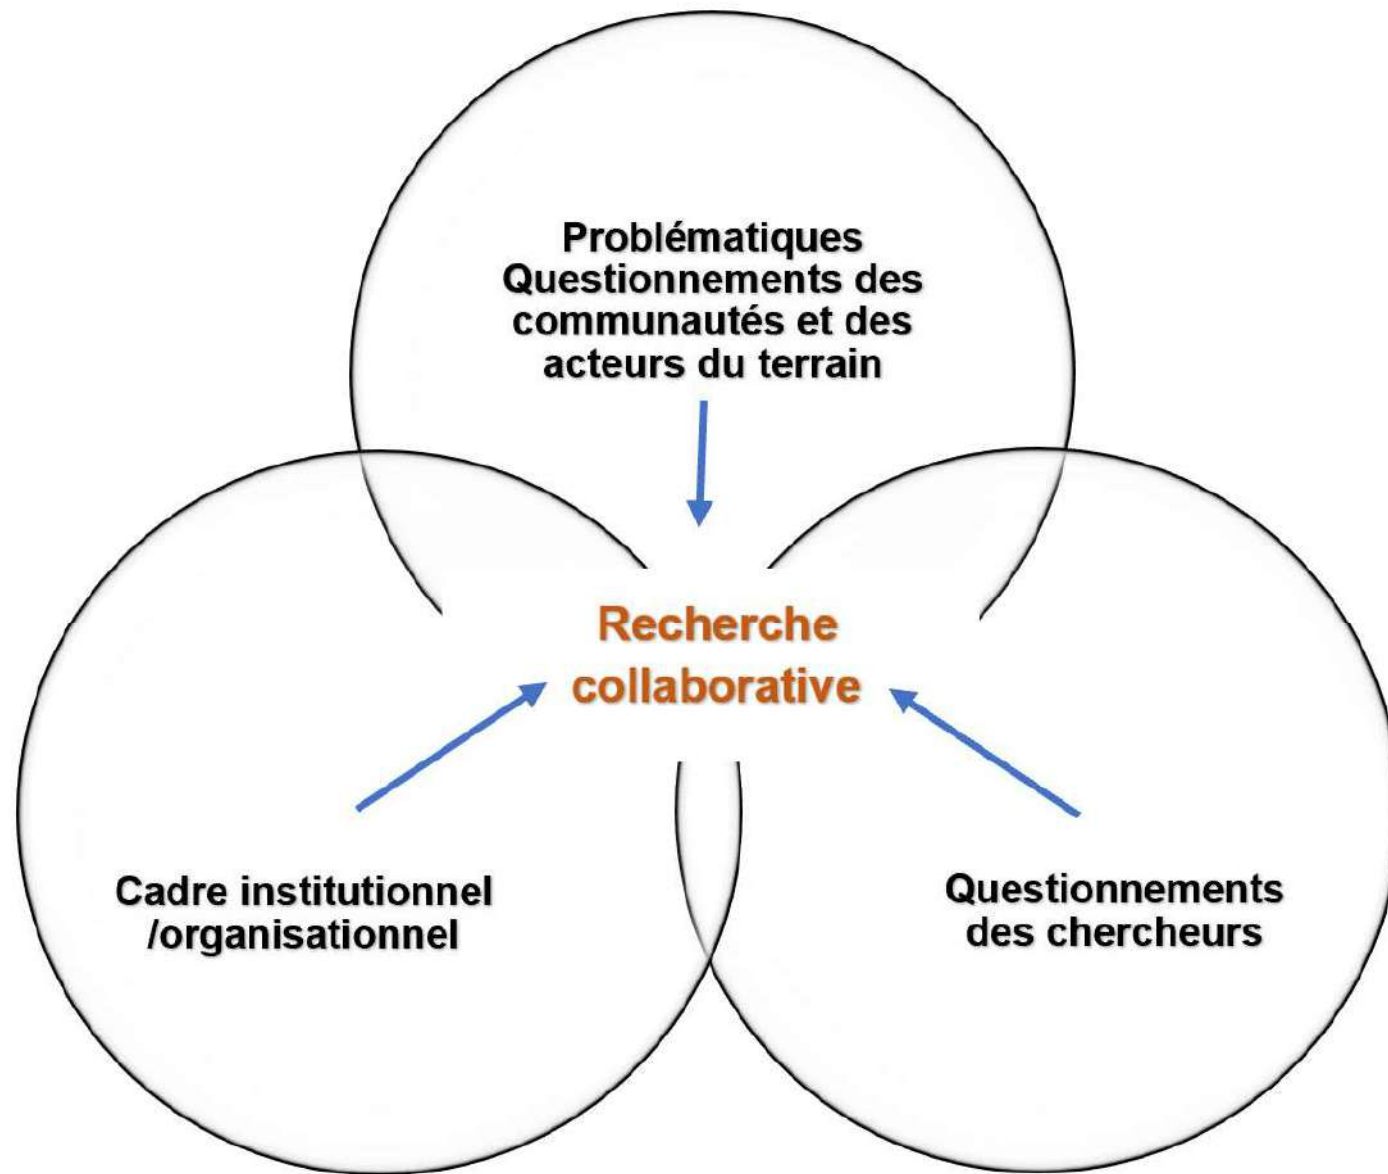 Problématiques
Questionnements des
communautés et des
acteurs du terrain
Recherche
collaborative
Cadre institutionnel
/organisationnel
Questionnements
des chercheurs